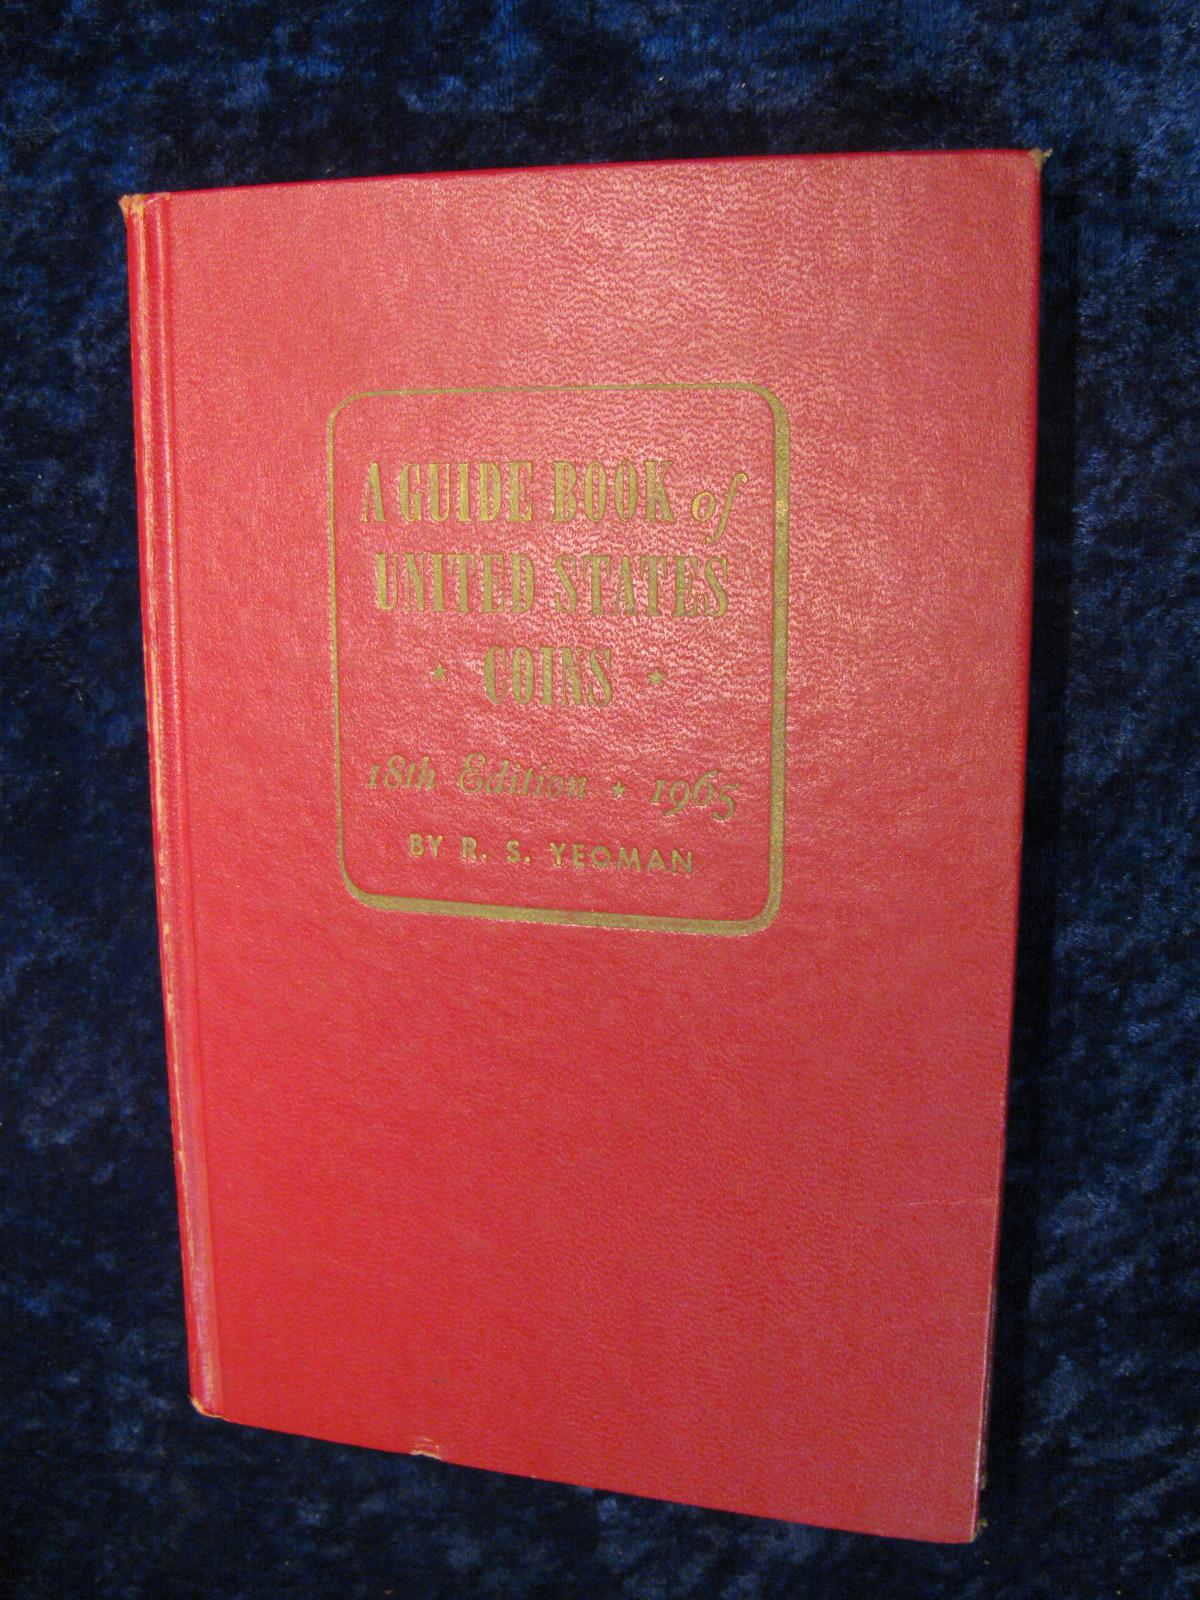 A GUIDE BOOK of
UNITED STATES
★ COINS ★
18th Edition ★ 1965
BY R. S. YEOMAN